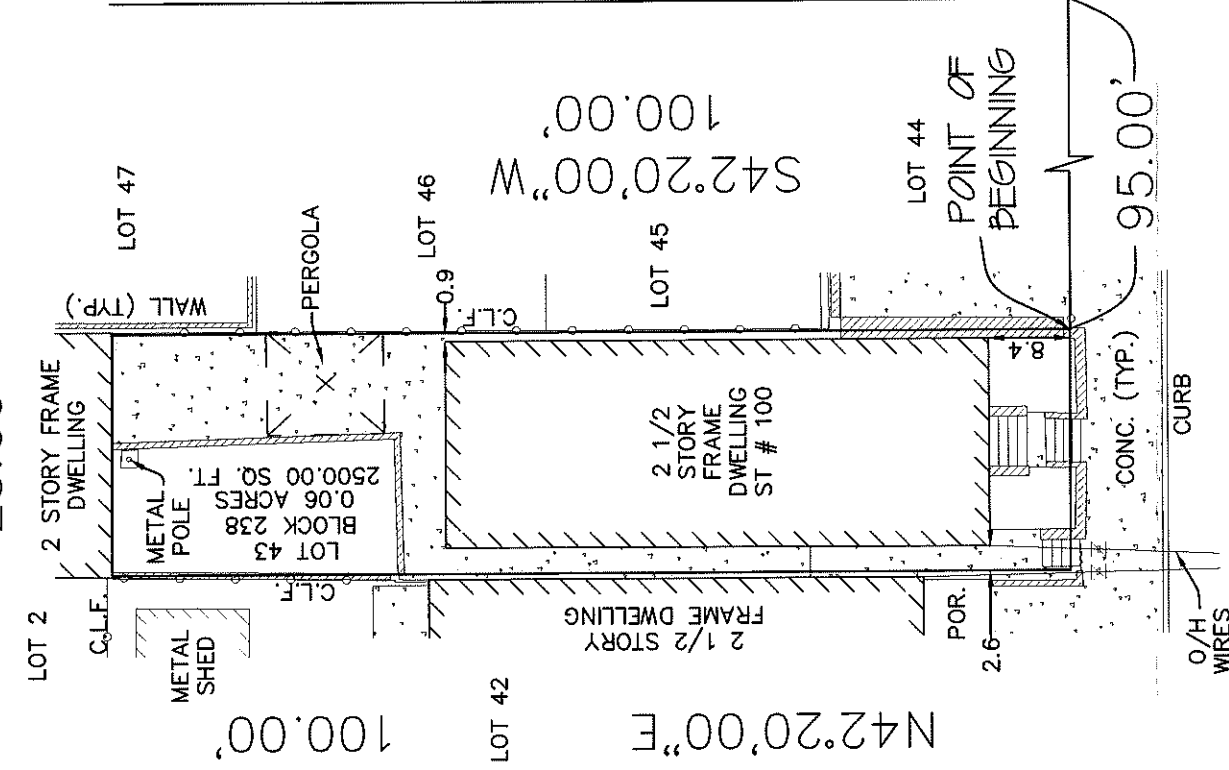 LOT 47
LOT 2
2 STORY FRAME
DWELLING
WALL (TYP.)
C.L.F.
METAL
SHED
METAL
POLE
LOT 43
BLOCK 238
0.06 ACRES
2500.00 SQ. FT.
C.L.F.
PERGOLA
LOT 46
0.9
C.L.F.
LOT 45
S42°20'00"W
100.00'
LOT 44
POINT OF
BEGINNING
95.00'
2 1/2
STORY
FRAME
DWELLING
ST # 100
8.4
2 1/2 STORY
FRAME DWELLING
POR.
2.6
LOT 42
N42°20'00"E
100.00'
CONC. (TYP.)
CURB
O/H
WIRES